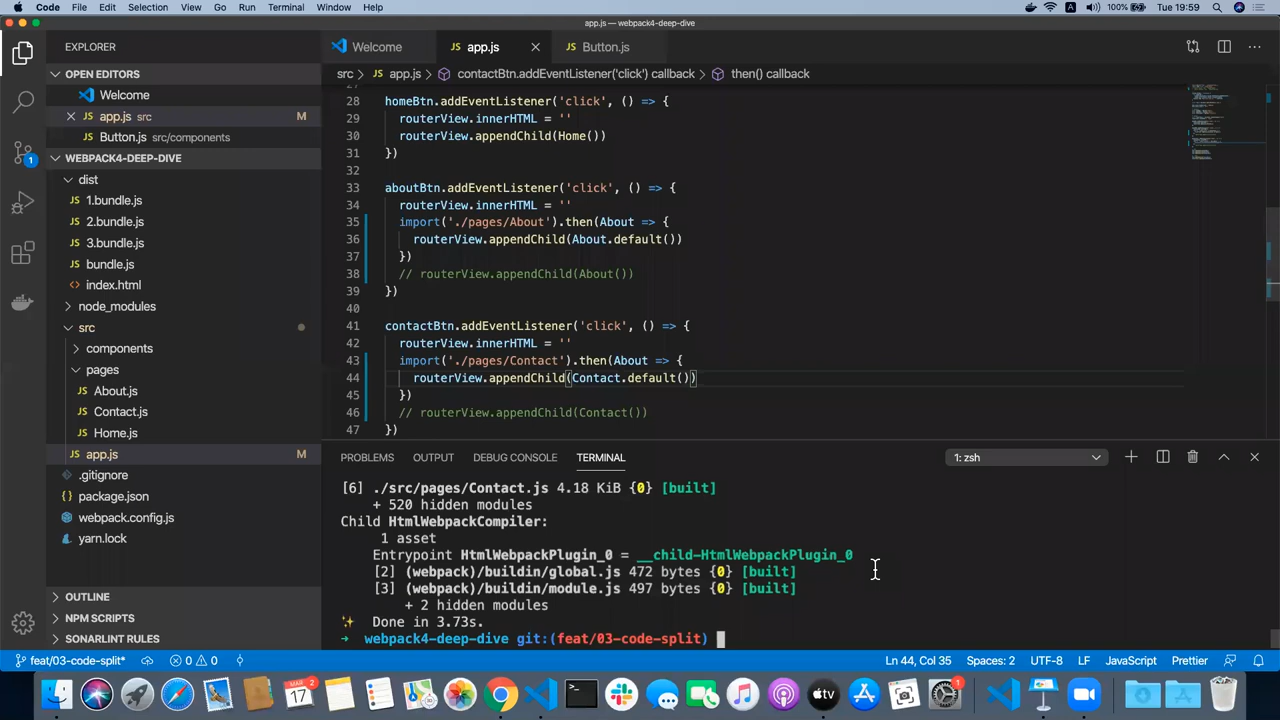 Code File Edit Selection View Go Run Terminal Window Help 100% Tue 19:59
app.js — webpack4-deep-dive
EXPLORER
OPEN EDITORS
Welcome
app.js src M
Button.js src/components
WEBPACK4-DEEP-DIVE
dist
1.bundle.js
2.bundle.js
3.bundle.js
bundle.js
index.html
node_modules
src
components
pages
About.js
Contact.js
Home.js
app.js M
.gitignore
package.json
webpack.config.js
yarn.lock
OUTLINE
NPM SCRIPTS
SONARLINT RULES
1
Welcome JS app.js Button.js
src › app.js › contactBtn.addEventListener('click') callback › then() callback
28 homeBtn.addEventListener('click', () => {
29 routerView.innerHTML = ''
30 routerView.appendChild(Home())
31 })
32
33 aboutBtn.addEventListener('click', () => {
34 routerView.innerHTML = ''
35 import('./pages/About').then(About => {
36 routerView.appendChild(About.default())
37 })
38 // routerView.appendChild(About())
39 })
40
41 contactBtn.addEventListener('click', () => {
42 routerView.innerHTML = ''
43 import('./pages/Contact').then(About => {
44 routerView.appendChild(Contact.default())
45 })
46 // routerView.appendChild(Contact())
47 })
PROBLEMS OUTPUT DEBUG CONSOLE TERMINAL 1: zsh
[6] ./src/pages/Contact.js 4.18 KiB {0} [built]
+ 520 hidden modules
Child HtmlWebpackCompiler:
1 asset
Entrypoint HtmlWebpackPlugin_0 = __child-HtmlWebpackPlugin_0
[2] (webpack)/buildin/global.js 472 bytes {0} [built]
[3] (webpack)/buildin/module.js 497 bytes {0} [built]
+ 2 hidden modules
✨ Done in 3.73s.
➜ webpack4-deep-dive git:(feat/03-code-split)
feat/03-code-split* 0 0 Ln 44, Col 35 Spaces: 2 UTF-8 LF JavaScript Prettier
MAR 17 2 tv 1